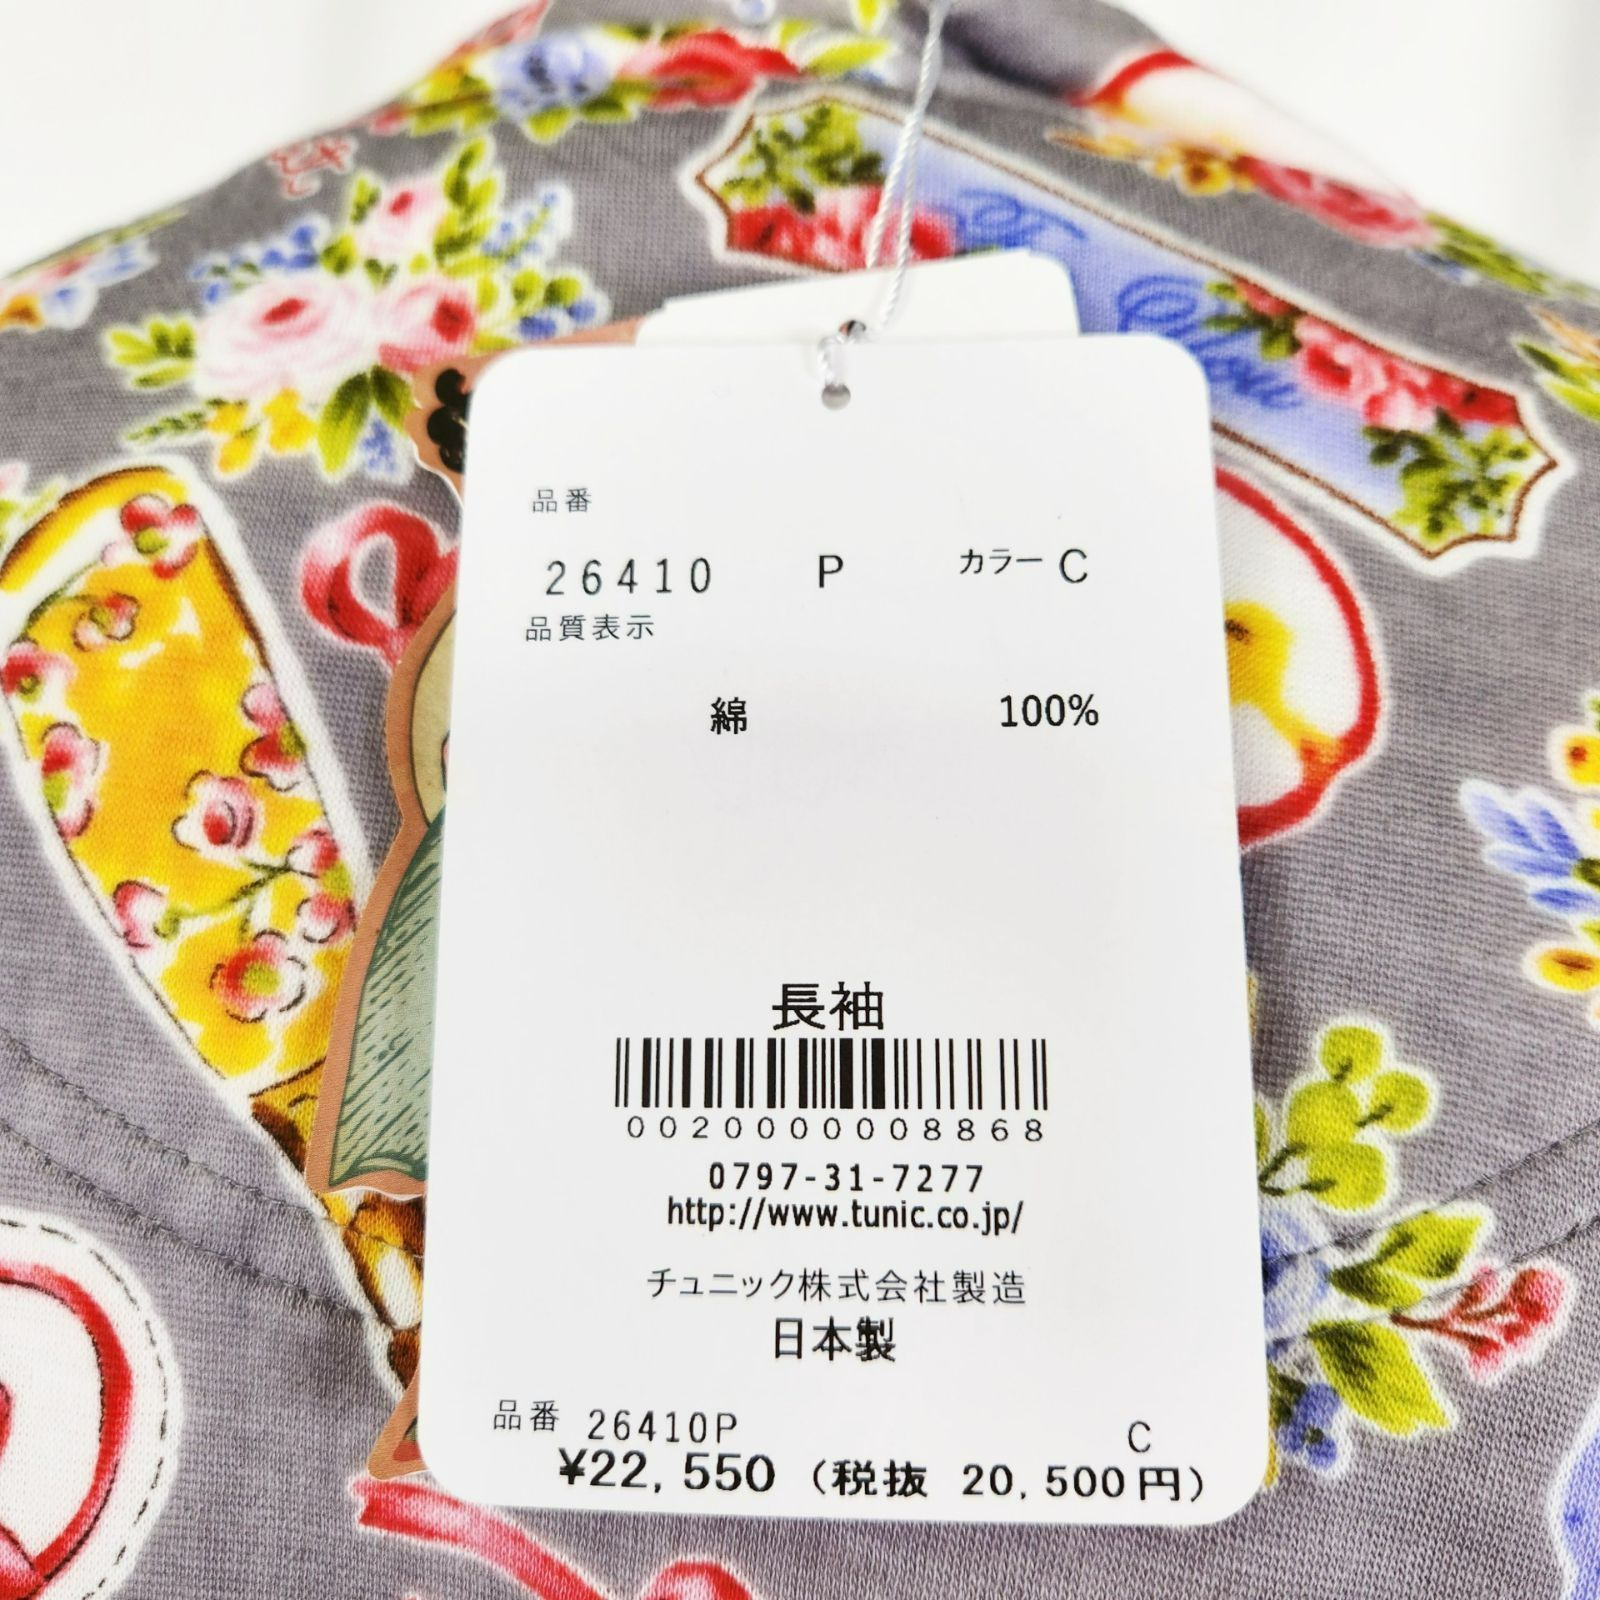 品番
26410 P カラー C
品質表示
綿 100%
長袖
0020000008868
0797-31-7277
http://www.tunic.co.jp/
チュニック株式会社製造
日本製
品番 26410P C
¥22,550 (税抜 20,500円)